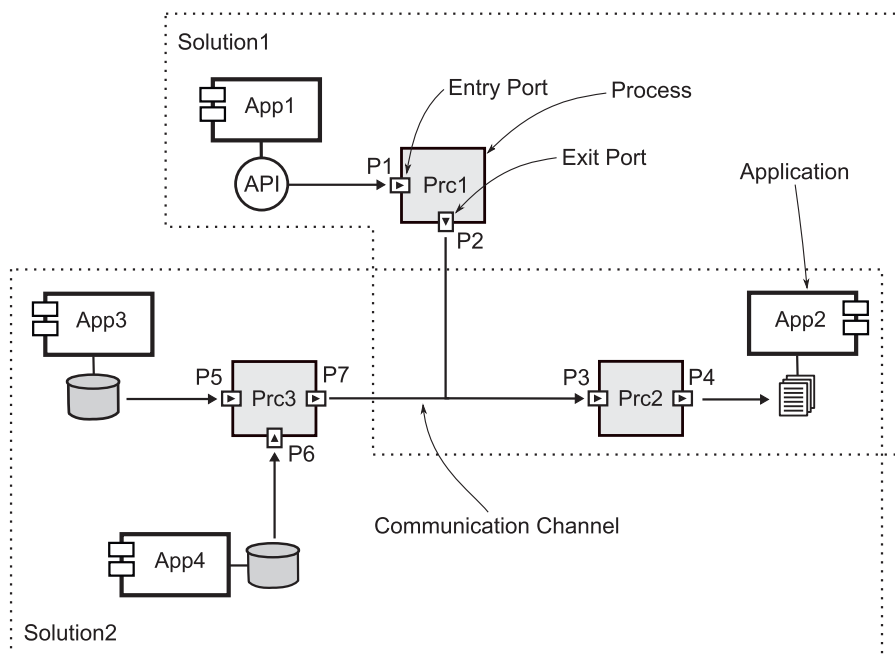 Solution1
App1
Entry Port
Process
P1
Exit Port
API
Prc1
Application
P2
App3
App2
P5
P7
P3
P4
Prc3
Prc2
P6
Communication Channel
App4
Solution2